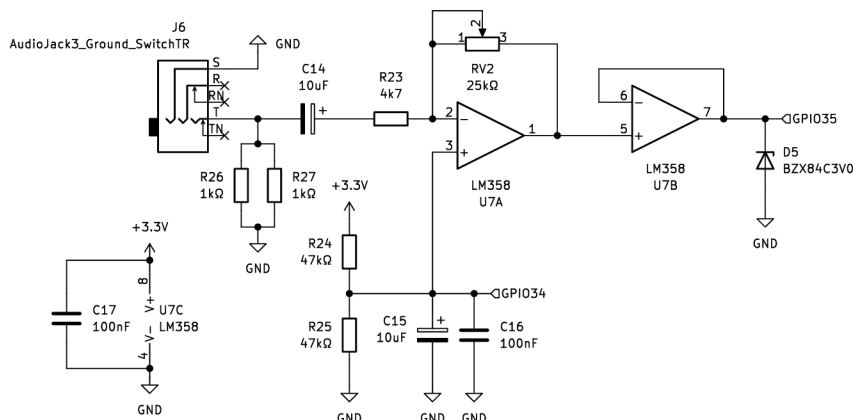 J6
AudioJack3_Ground_SwitchTR
S
R
RN
T
TN
GND
C14
10uF
+
R23
4k7
1
2
3
RV2
25kΩ
2
−
3
+
1
LM358
U7A
6
−
5
+
7
LM358
U7B
GPIO35
D5
BZX84C3V0
GND
R26
1kΩ
R27
1kΩ
GND
+3.3V
R24
47kΩ
GPIO34
R25
47kΩ
C15
10uF
+
C16
100nF
GND
GND
GND
+3.3V
C17
100nF
8
V+
U7C
LM358
V-
4
GND